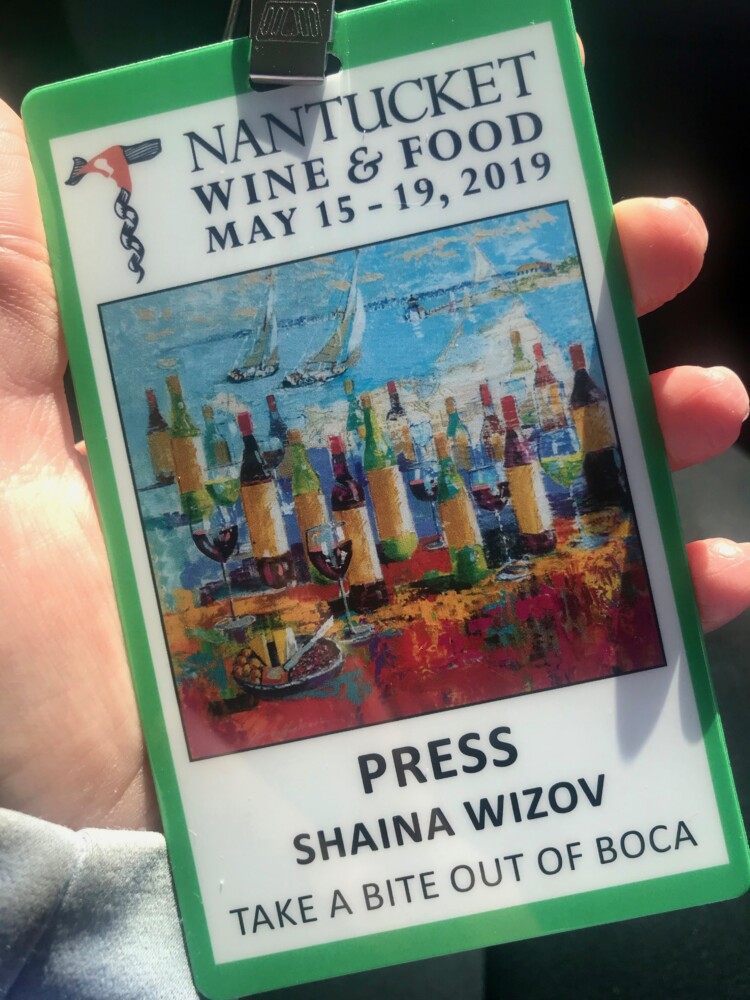 NANTUCKET
WINE & FOOD
MAY 15 - 19, 2019
PRESS
SHAINA WIZOV
TAKE A BITE OUT OF BOCA